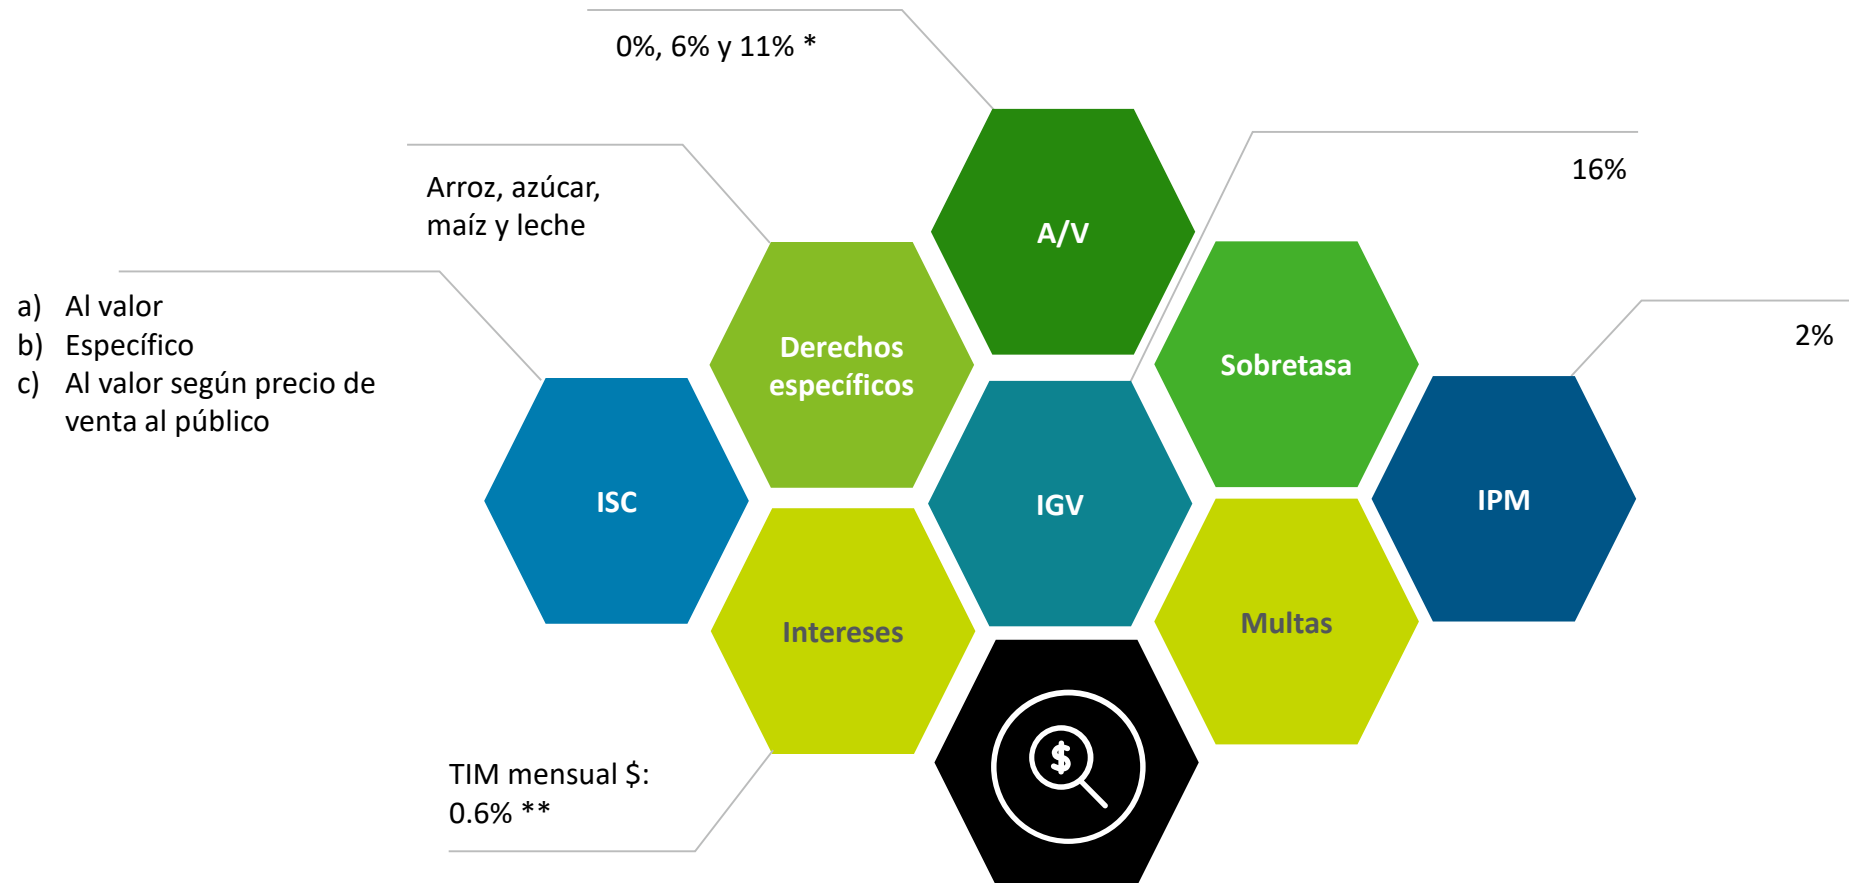 0%, 6% y 11% *
Arroz, azúcar,
maíz y leche
16%
A/V
a) Al valor
b) Específico
c) Al valor según precio de
venta al público
Derechos
específicos
Sobretasa
2%
ISC
IGV
IPM
Intereses
Multas
TIM mensual $:
0.6% **
$